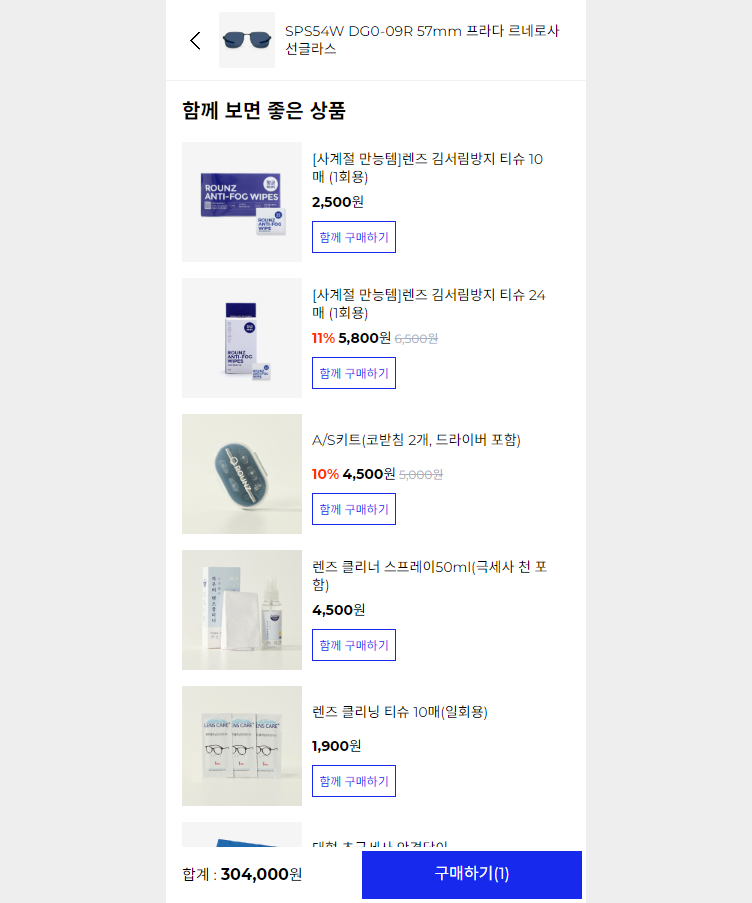 SPS54W DG0-09R 57mm 프라다 르네로사
선글라스
함께 보면 좋은 상품
ROUNZ
ANTI-FOG WIPES
ROUNZ
ANTI-FOG
WIPES
[사계절 만능템]렌즈 김서림방지 티슈 10
매 (1회용)
2,500원
함께 구매하기
ROUNZ
ANTI-FOG
WIPES
[사계절 만능템]렌즈 김서림방지 티슈 24
매 (1회용)
11% 5,800원 6,500원
함께 구매하기
ROUNZ
A/S키트(코받침 2개, 드라이버 포함)
10% 4,500원 5,000원
함께 구매하기
렌즈 클리너 스프레이50ml(극세사 천 포
함)
4,500원
함께 구매하기
LENS CARE
LENS CARE
LENS CARE
렌즈 클리닝 티슈 10매(일회용)
1,900원
함께 구매하기
합계 : 304,000원
구매하기(1)